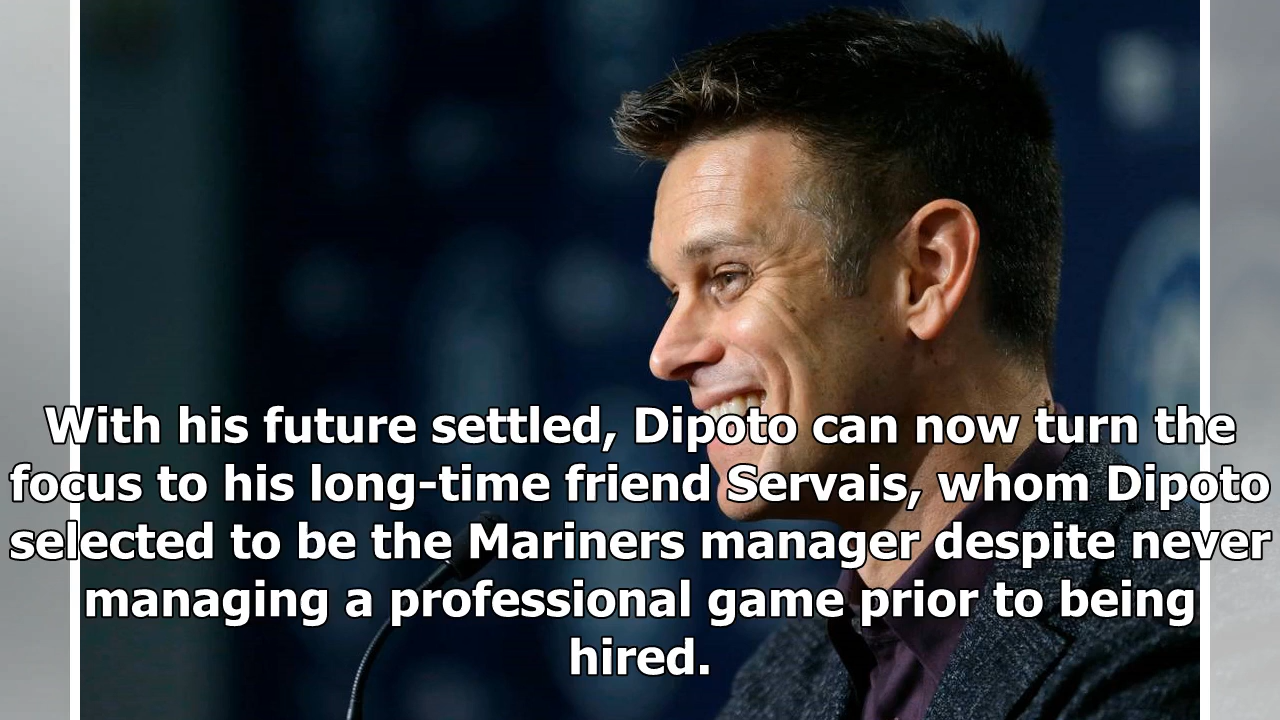 With his future settled, Dipoto can now turn the
focus to his long-time friend Servais, whom Dipoto
selected to be the Mariners manager despite never
managing a professional game prior to being
hired.